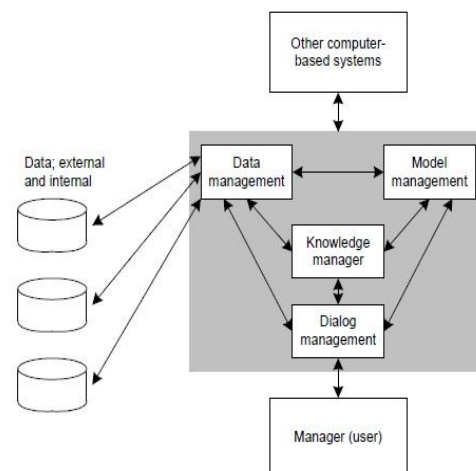 Other computer-
based systems
Data; external
and internal
Data
management
Model
management
Knowledge
manager
Dialog
management
Manager (user)